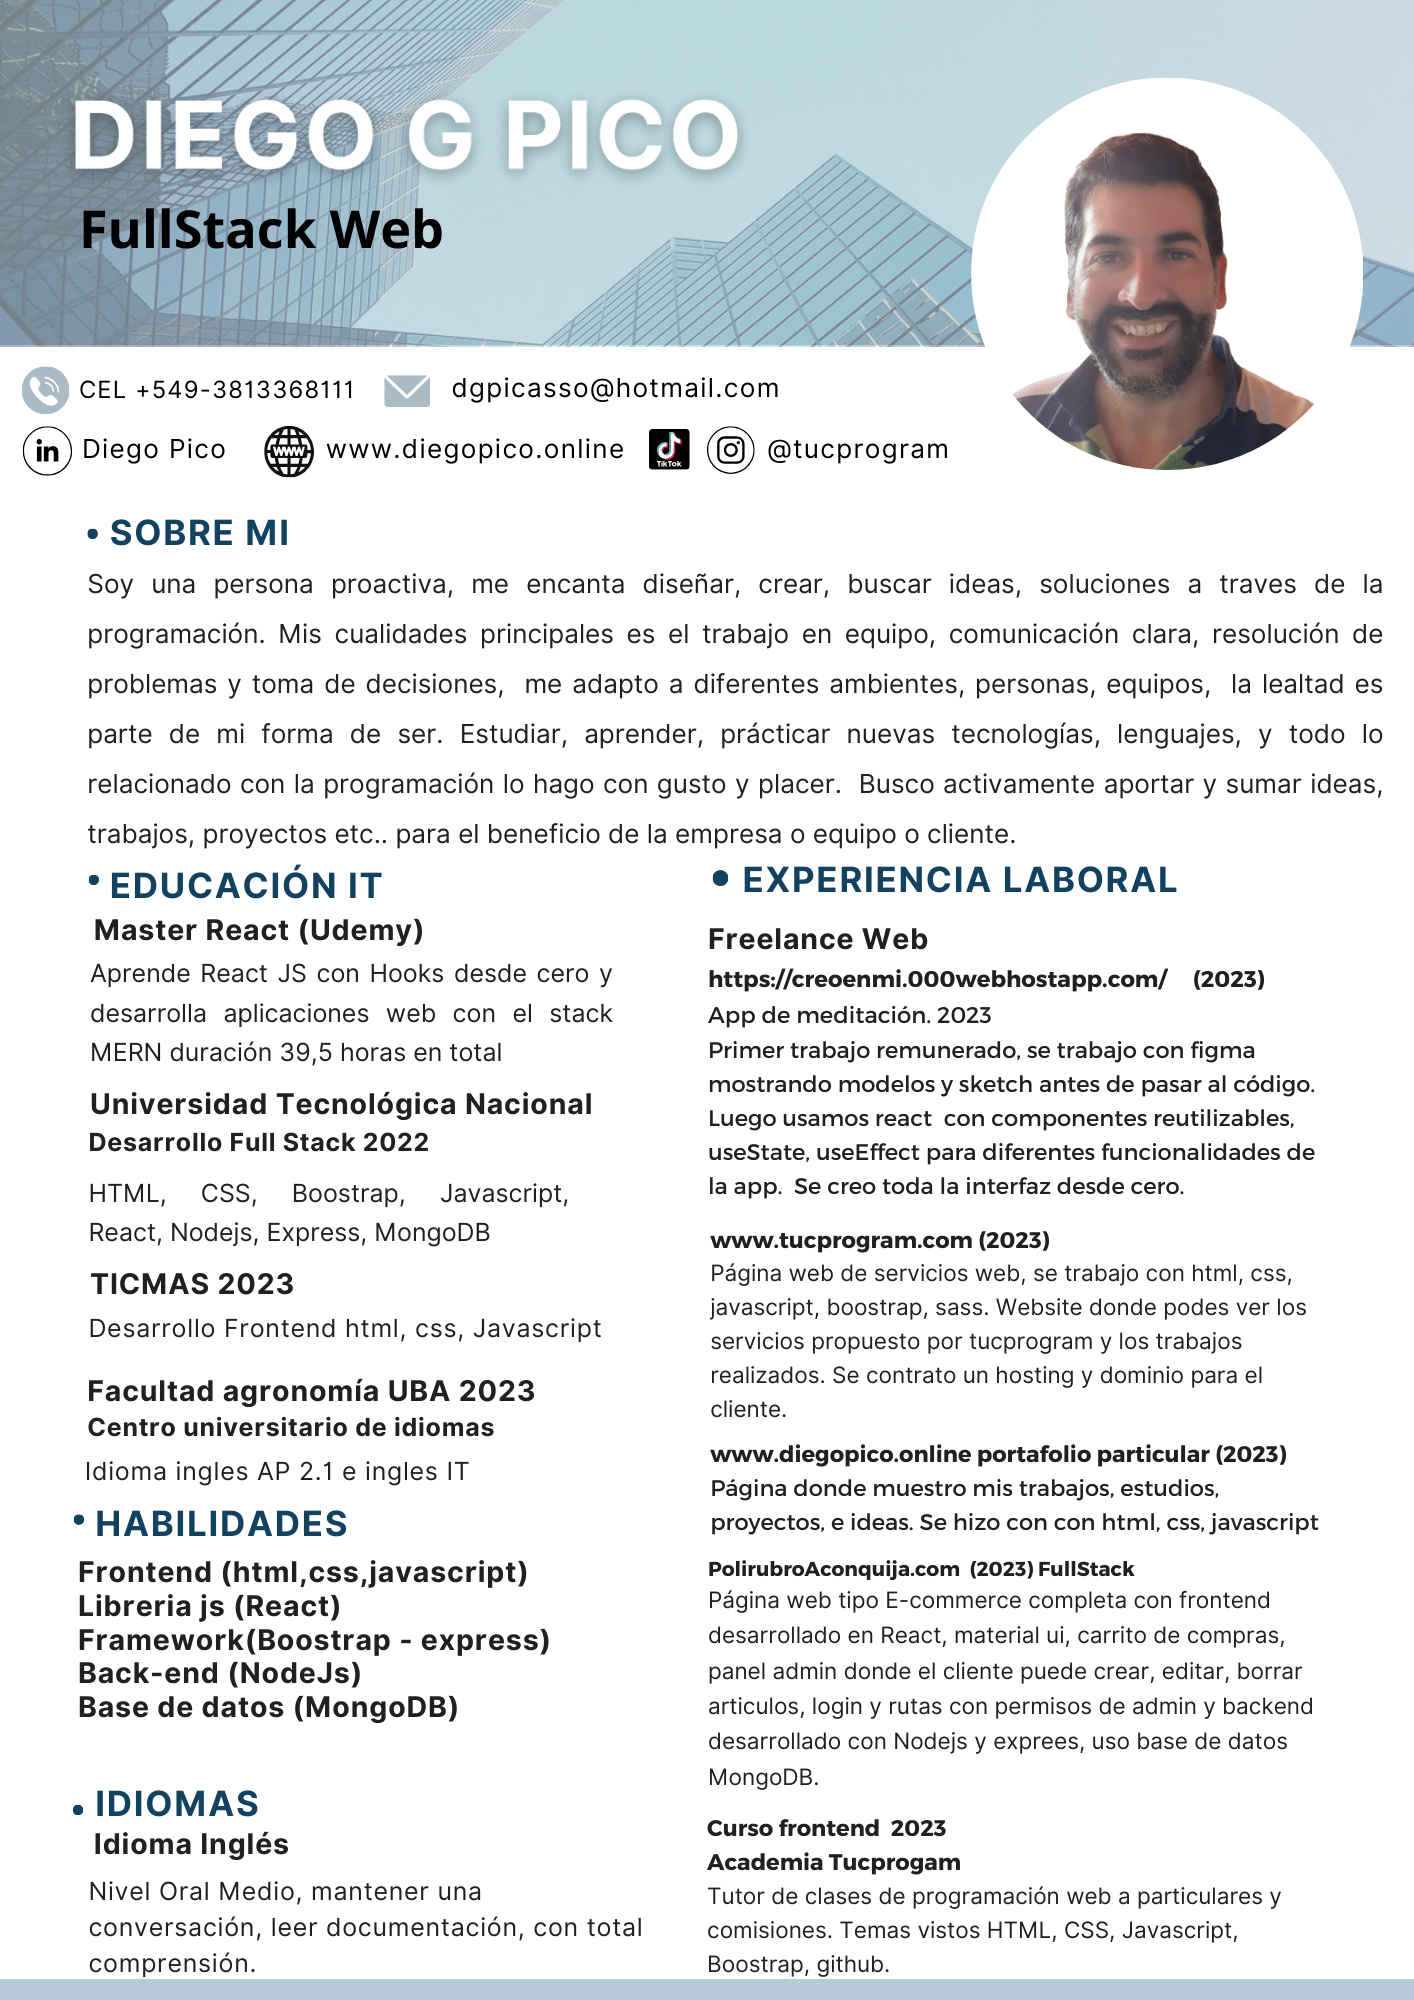 DIEGO G PICO
FullStack Web
CEL +549-3813368111
dgpicasso@hotmail.com
in Diego Pico
WWW www.diegopico.online
TikTok
@tucprogram
• SOBRE MI
Soy una persona proactiva, me encanta diseñar, crear, buscar ideas, soluciones a traves de la
programación. Mis cualidades principales es el trabajo en equipo, comunicación clara, resolución de
problemas y toma de decisiones, me adapto a diferentes ambientes, personas, equipos, la lealtad es
parte de mi forma de ser. Estudiar, aprender, prácticar nuevas tecnologías, lenguajes, y todo lo
relacionado con la programación lo hago con gusto y placer. Busco activamente aportar y sumar ideas,
trabajos, proyectos etc.. para el beneficio de la empresa o equipo o cliente.
• EDUCACIÓN IT
Master React (Udemy)
Aprende React JS con Hooks desde cero y
desarrolla aplicaciones web con el stack
MERN duración 39,5 horas en total
Universidad Tecnológica Nacional
Desarrollo Full Stack 2022
HTML, CSS, Boostrap, Javascript,
React, Nodejs, Express, MongoDB
TICMAS 2023
Desarrollo Frontend html, css, Javascript
Facultad agronomía UBA 2023
Centro universitario de idiomas
Idioma ingles AP 2.1 e ingles IT
• HABILIDADES
Frontend (html,css,javascript)
Libreria js (React)
Framework(Boostrap - express)
Back-end (NodeJs)
Base de datos (MongoDB)
• IDIOMAS
Idioma Inglés
Nivel Oral Medio, mantener una
conversación, leer documentación, con total
comprensión.
• EXPERIENCIA LABORAL
Freelance Web
https://creoenmi.000webhostapp.com/ (2023)
App de meditación. 2023
Primer trabajo remunerado, se trabajo con figma
mostrando modelos y sketch antes de pasar al código.
Luego usamos react con componentes reutilizables,
useState, useEffect para diferentes funcionalidades de
la app. Se creo toda la interfaz desde cero.
www.tucprogram.com (2023)
Página web de servicios web, se trabajo con html, css,
javascript, boostrap, sass. Website donde podes ver los
servicios propuesto por tucprogram y los trabajos
realizados. Se contrato un hosting y dominio para el
cliente.
www.diegopico.online portafolio particular (2023)
Página donde muestro mis trabajos, estudios,
proyectos, e ideas. Se hizo con con html, css, javascript
PolirubroAconquija.com (2023) FullStack
Página web tipo E-commerce completa con frontend
desarrollado en React, material ui, carrito de compras,
panel admin donde el cliente puede crear, editar, borrar
articulos, login y rutas con permisos de admin y backend
desarrollado con Nodejs y exprees, uso base de datos
MongoDB.
Curso frontend 2023
Academia Tucprogam
Tutor de clases de programación web a particulares y
comisiones. Temas vistos HTML, CSS, Javascript,
Boostrap, github.